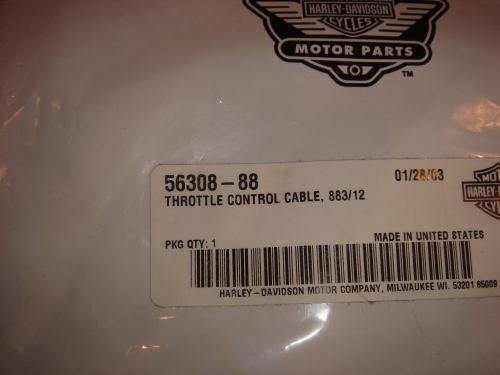 HARLEY-DAVIDSON
CYCLES
MOTOR PARTS
TM
56308-88
01/28/03
THROTTLE CONTROL CABLE, 883/12
PKG QTY: 1
MADE IN UNITED STATES
HARLEY-DAVIDSON MOTOR COMPANY, MILWAUKEE WI. 53201 85009